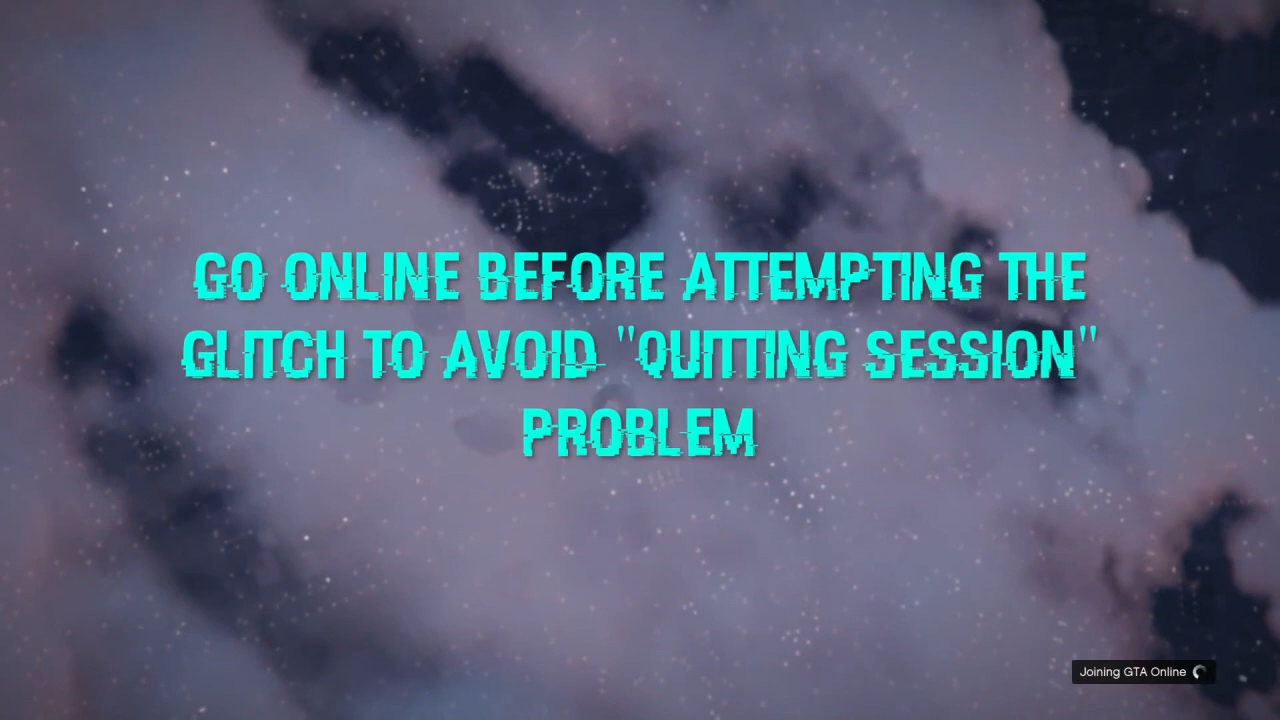 GO ONLINE BEFORE ATTEMPTING THE
GLITCH TO AVOID "QUITTING SESSION"
PROBLEM
Joining GTA Online